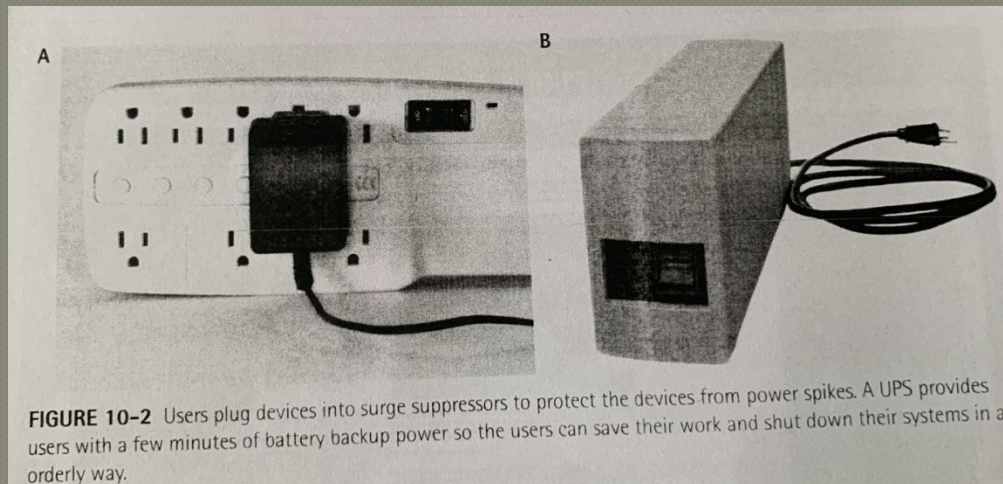 A
B
FIGURE 10-2 Users plug devices into surge suppressors to protect the devices from power spikes. A UPS provides
users with a few minutes of battery backup power so the users can save their work and shut down their systems in a
orderly way.